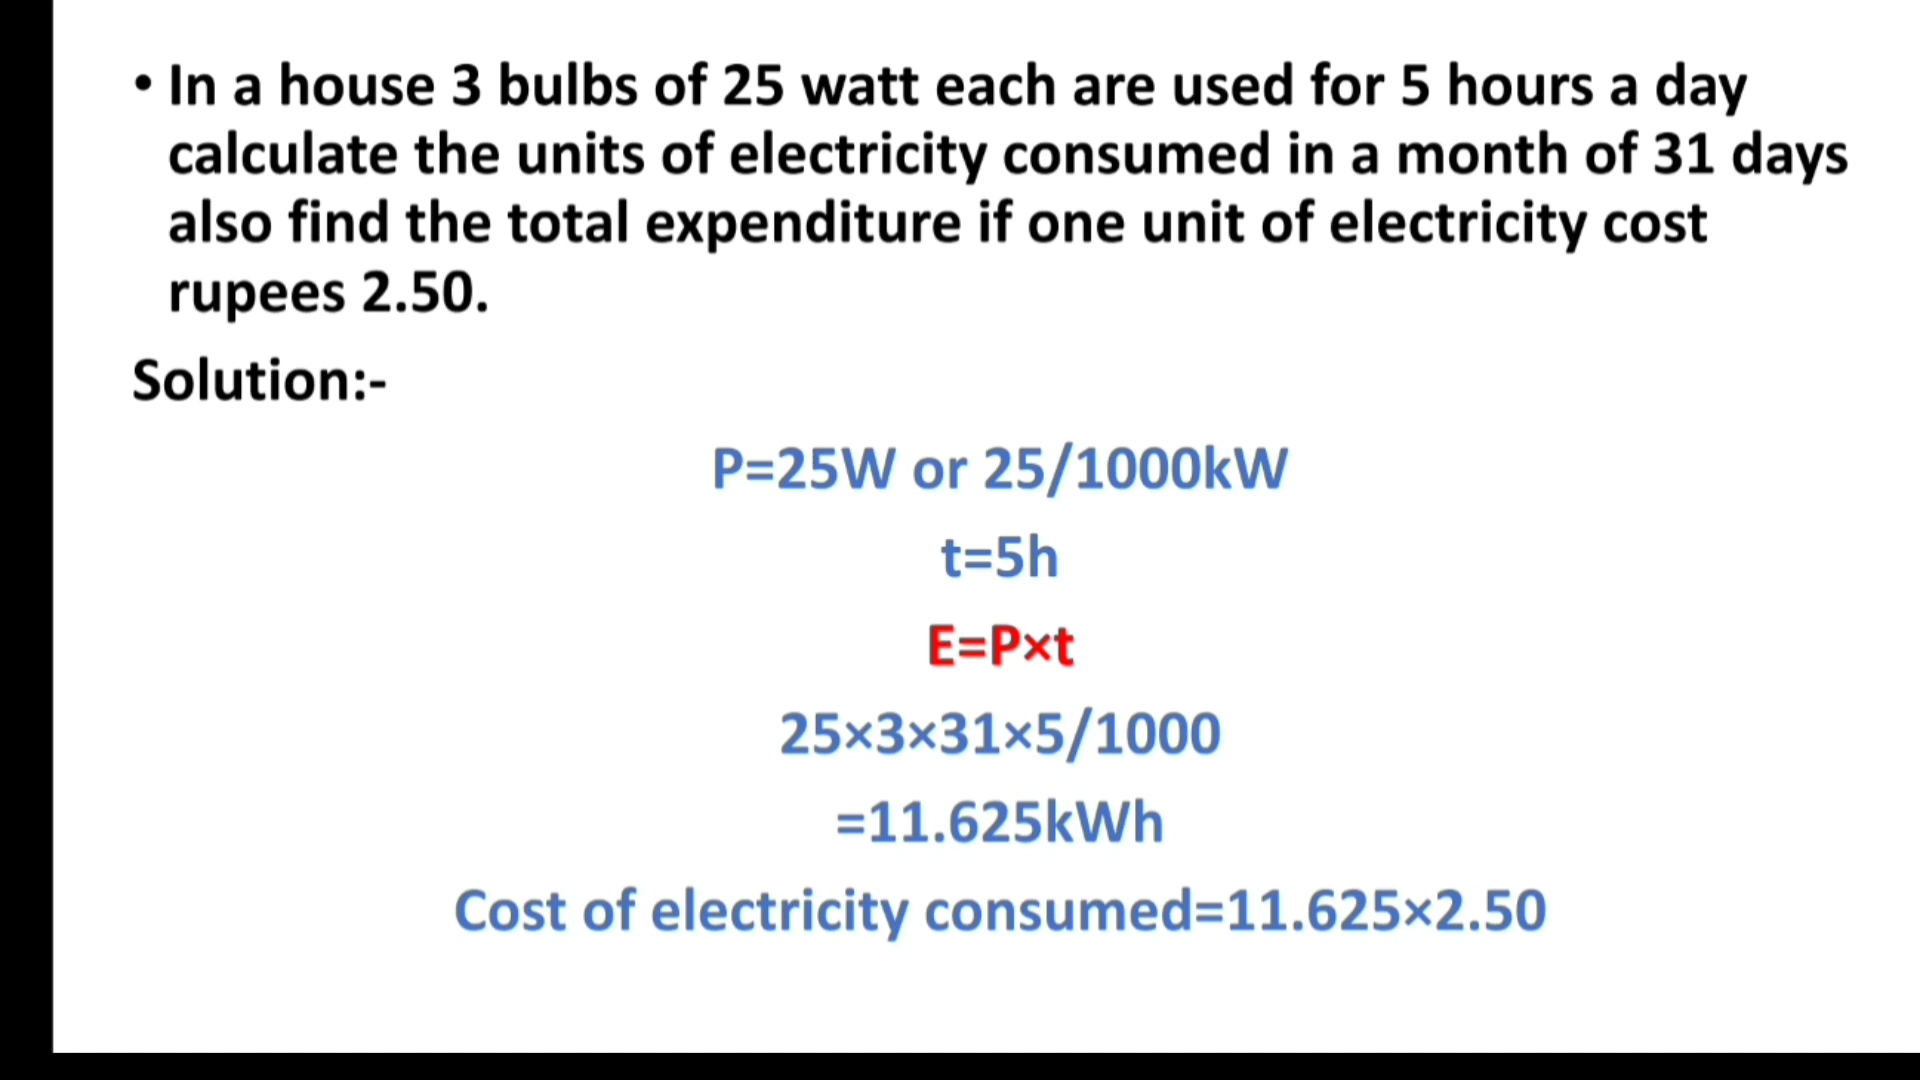 • In a house 3 bulbs of 25 watt each are used for 5 hours a day
calculate the units of electricity consumed in a month of 31 days
also find the total expenditure if one unit of electricity cost
rupees 2.50.
Solution:-
P=25W or 25/1000kW
t=5h
E=P×t
25×3×31×5/1000
=11.625kWh
Cost of electricity consumed=11.625×2.50